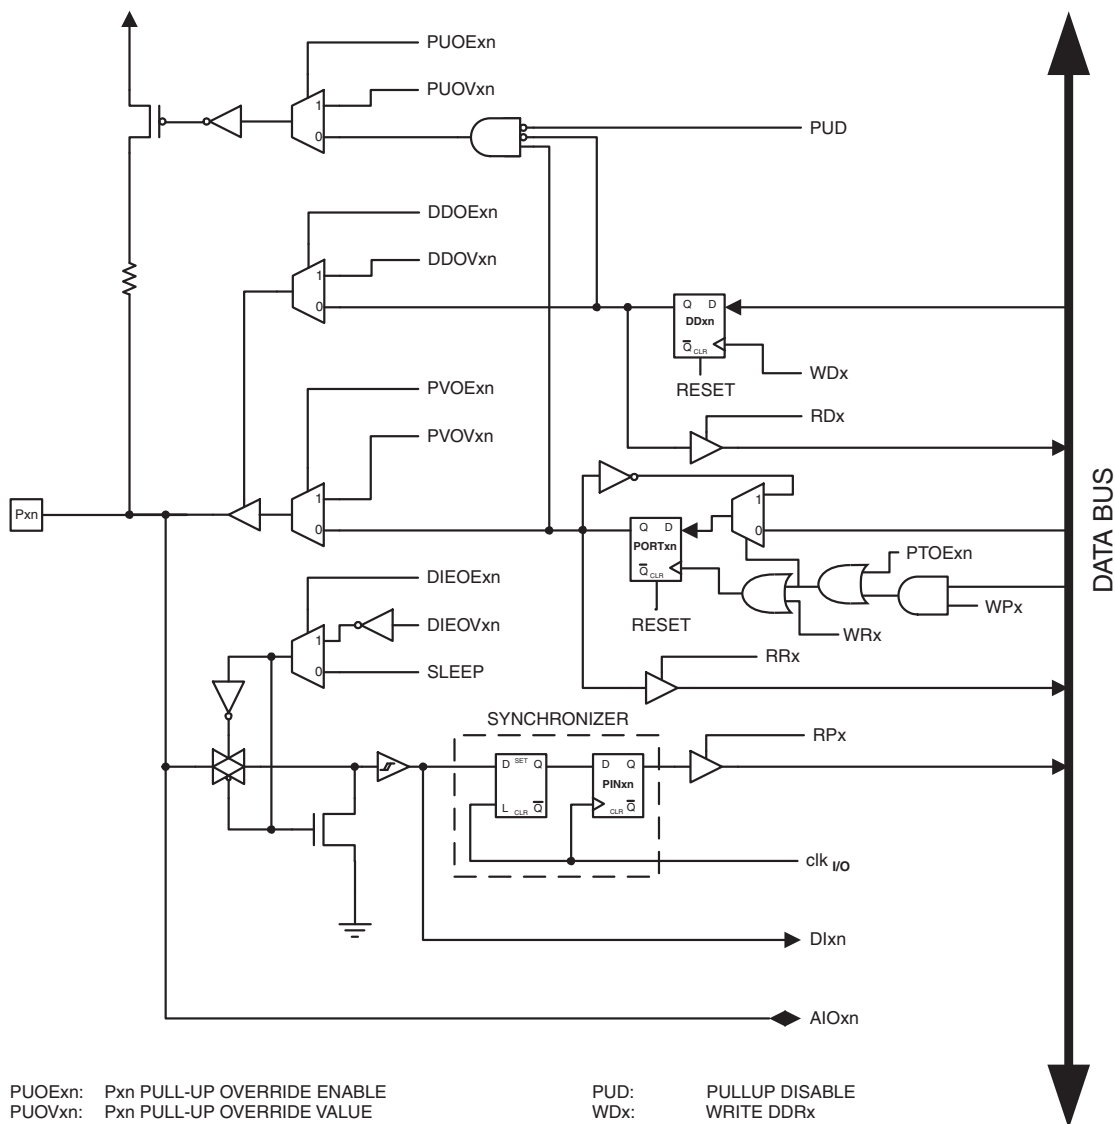 PUOExn
PUOVxn
1
0
PUD
DDOExn
DDOVxn
1
0
Q D
DDxn
Q CLR
WDx
RESET
PVOExn
RDx
PVOVxn
1
0
Pxn
1
0
Q D
PORTxn
Q CLR
PTOExn
WPx
RESET
WRx
DIEOExn
DIEOVxn
1
0
SLEEP
RRx
SYNCHRONIZER
RPx
D SET Q
L CLR Q
D Q
PINxn
CLR Q
clk I/O
DIxn
AIOxn
DATA BUS
PUOExn: Pxn PULL-UP OVERRIDE ENABLE
PUOVxn: Pxn PULL-UP OVERRIDE VALUE
PUD: PULLUP DISABLE
WDx: WRITE DDRx